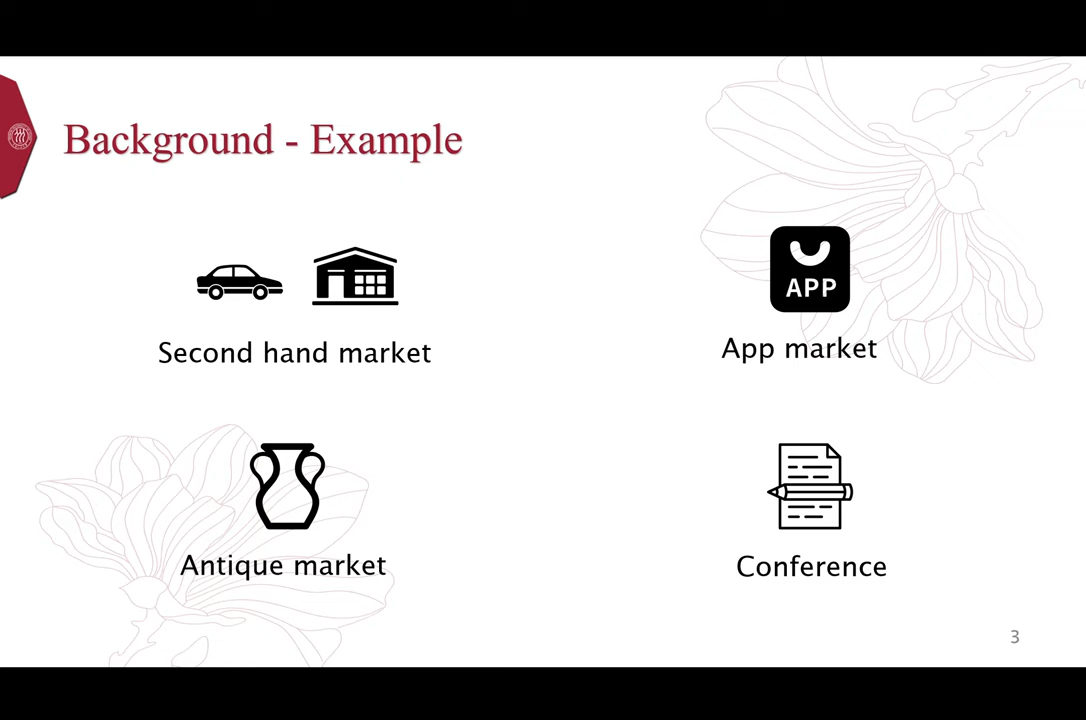 Background - Example
APP
Second hand market
App market
Antique market
Conference
3